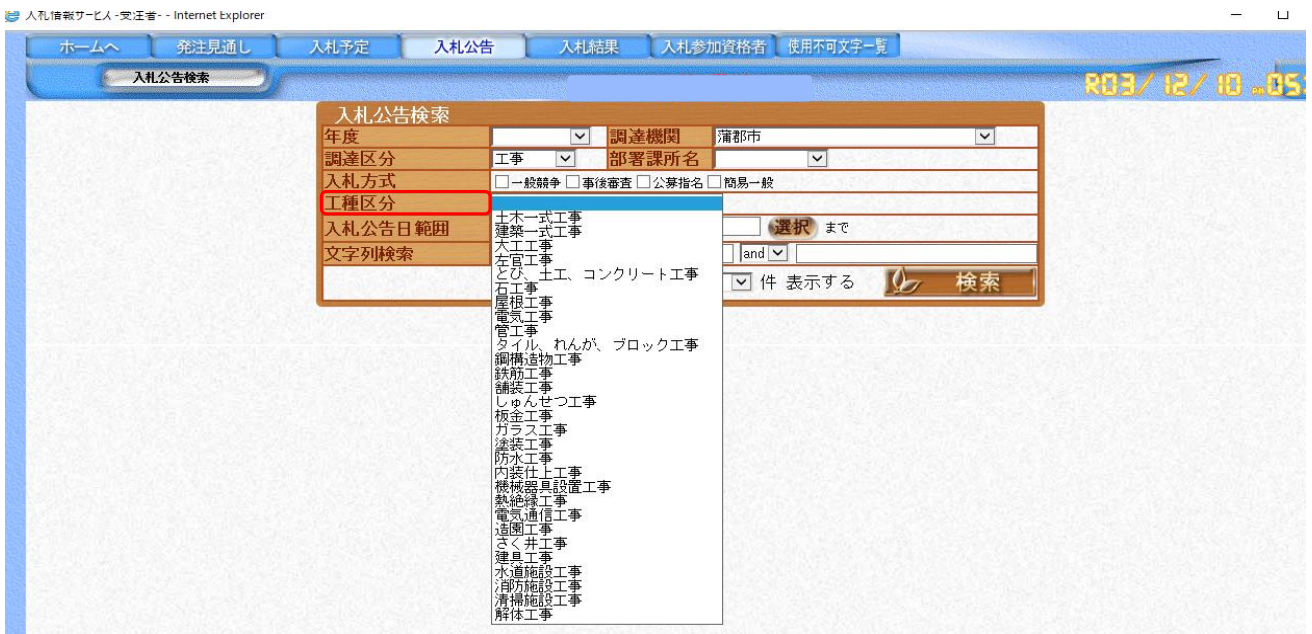 入札情報サービス -受注者- - Internet Explorer
ホームへ 発注見通し 入札予定 入札公告 入札結果 入札参加資格者 使用不可文字一覧
入札公告検索
R03/12/10 PM 05:
入札公告検索
年度 調達機関 蒲郡市
調達区分 工事 部署課所名
入札方式 一般競争 事後審査 公募指名 簡易一般
工種区分
入札公告日範囲 選択 まで
文字列検索 and
件 表示する 検索
土木一式工事
建築一式工事
大工工事
左官工事
とび、土工、コンクリート工事
石工事
屋根工事
電気工事
管工事
タイル、れんが、ブロック工事
鋼構造物工事
鉄筋工事
舗装工事
しゅんせつ工事
板金工事
ガラス工事
塗装工事
防水工事
内装仕上工事
機械器具設置工事
熱絶縁工事
電気通信工事
造園工事
さく井工事
建具工事
水道施設工事
消防施設工事
清掃施設工事
解体工事